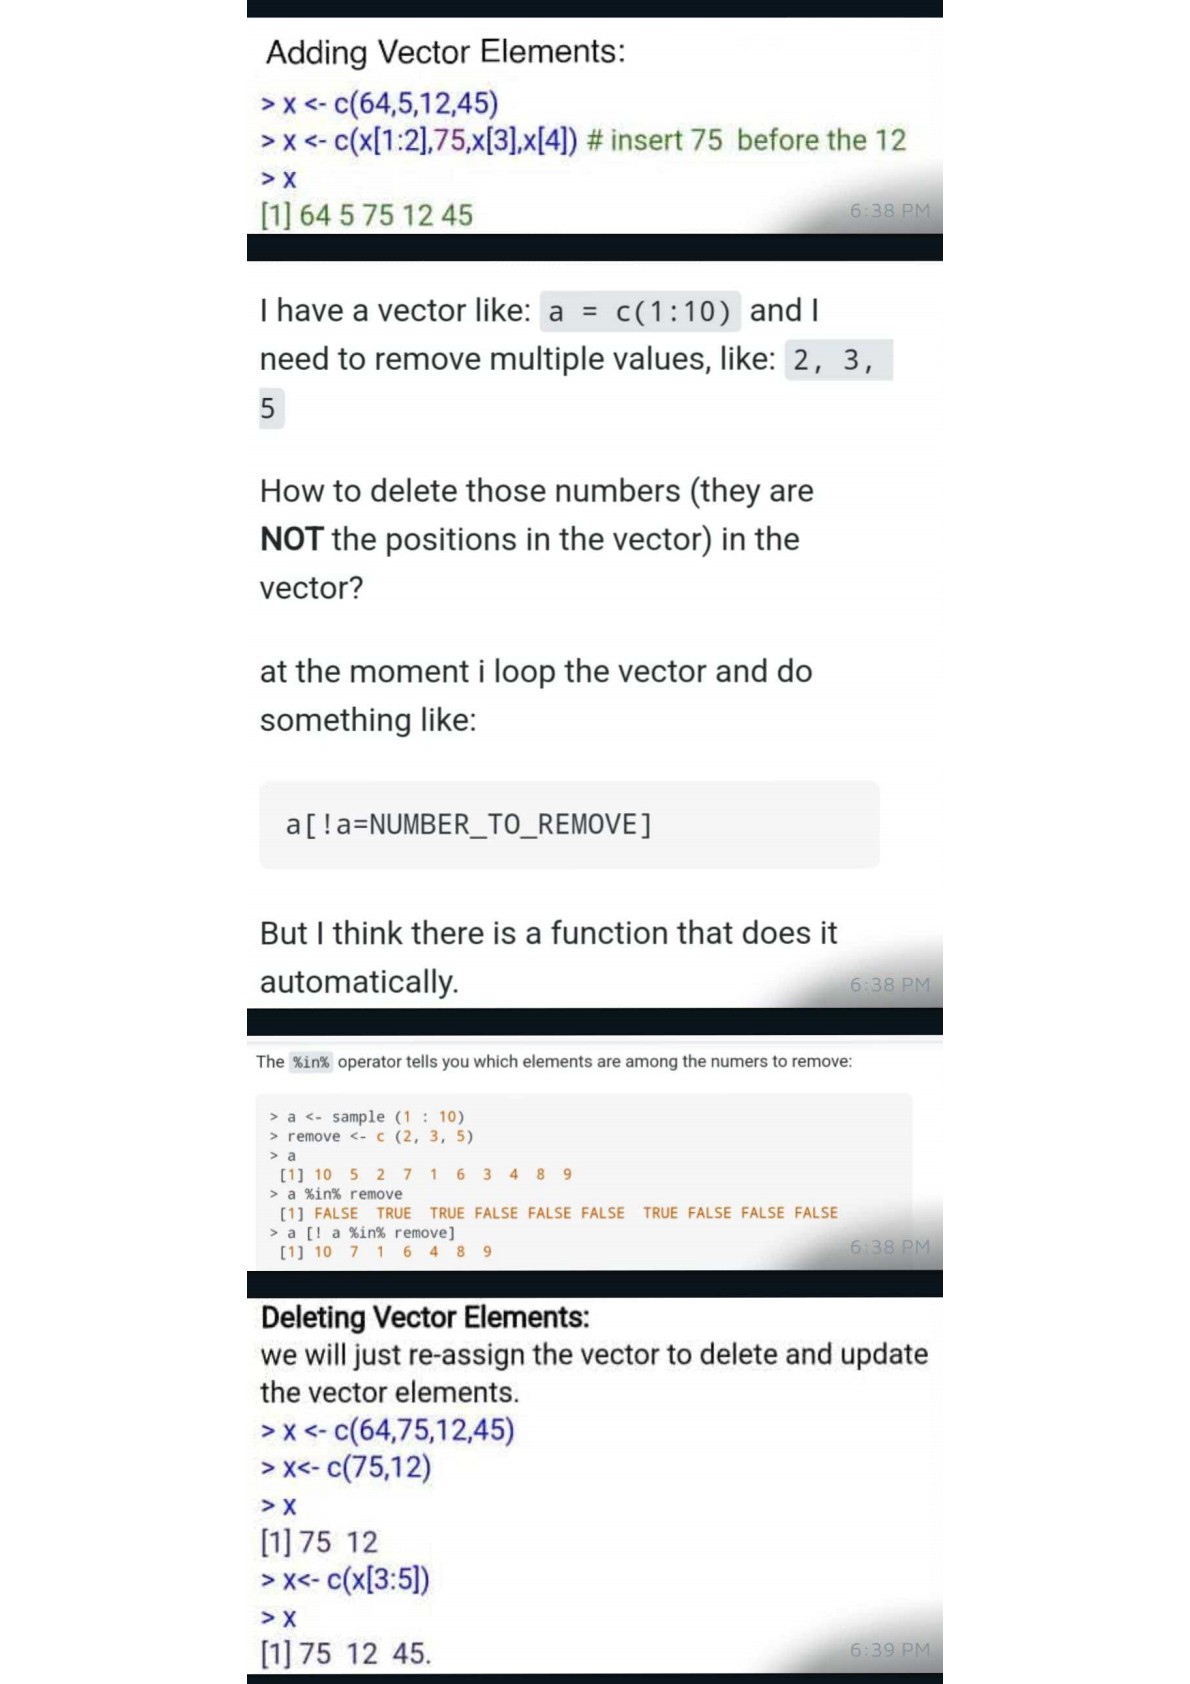 Adding Vector Elements:
> x <- c(64,5,12,45)
> x <- c(x[1:2],75,x[3],x[4]) # insert 75 before the 12
> x
[1] 64 5 75 12 45
6:38 PM
I have a vector like: a = c(1:10) and I
need to remove multiple values, like: 2, 3,
5
How to delete those numbers (they are
NOT the positions in the vector) in the
vector?
at the moment i loop the vector and do
something like:
a[!a=NUMBER_TO_REMOVE]
But I think there is a function that does it
automatically.
6:38 PM
The %in% operator tells you which elements are among the numers to remove:
> a <- sample (1 : 10)
> remove <- c (2, 3, 5)
> a
[1] 10 5 2 7 1 6 3 4 8 9
> a %in% remove
[1] FALSE TRUE TRUE FALSE FALSE FALSE TRUE FALSE FALSE FALSE
> a [! a %in% remove]
[1] 10 7 1 6 4 8 9
6:38 PM
Deleting Vector Elements:
we will just re-assign the vector to delete and update
the vector elements.
> x <- c(64,75,12,45)
> x<- c(75,12)
> x
[1] 75 12
> x<- c(x[3:5])
> x
[1] 75 12 45.
6:39 PM